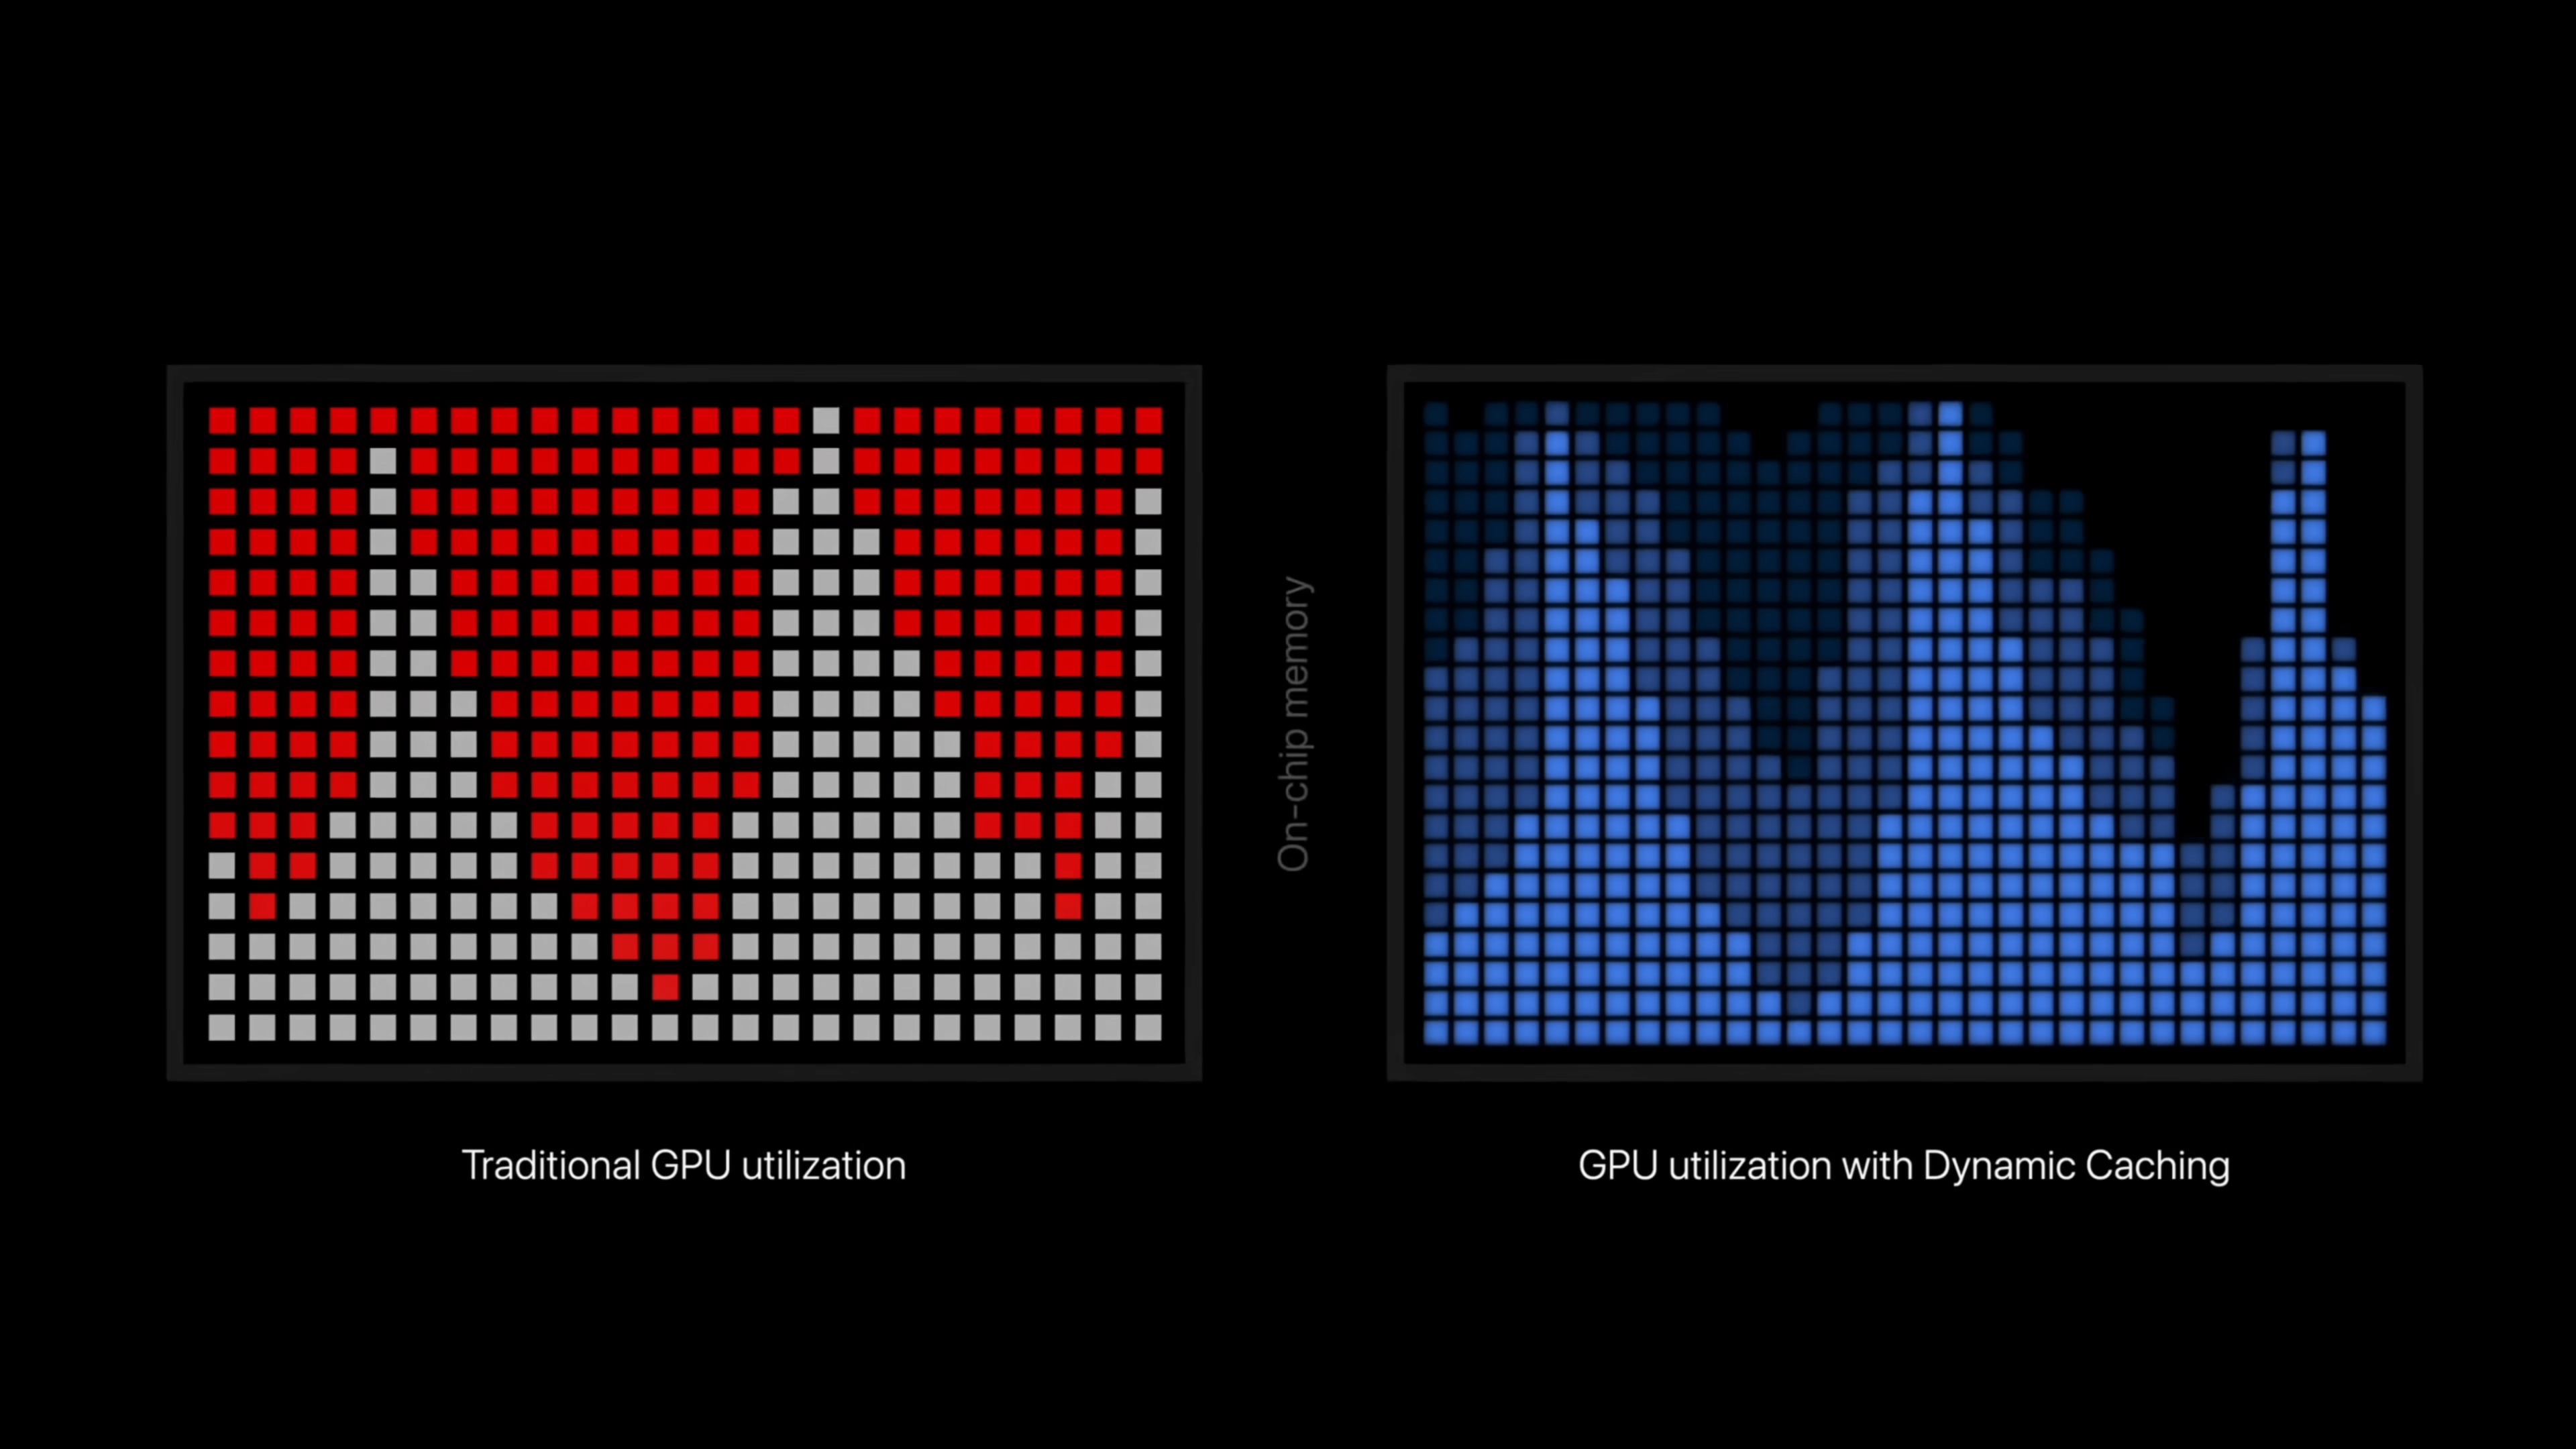 On-chip memory
Traditional GPU utilization
GPU utilization with Dynamic Caching